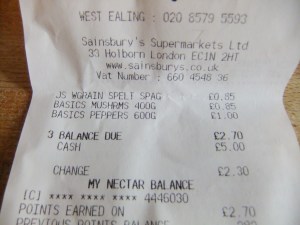 WEST EALING : 020 8579 5593
Sainsbury's Supermarkets Ltd
33 Holborn London EC1N 2HT
www.sainsburys.co.uk
Vat Number : 660 4548 36
JS WGRAIN SPELT SPAG £0.85
BASICS MUSHRMS 400G £0.85
BASICS PEPPERS 600G £1.00
3 BALANCE DUE £2.70
CASH £5.00
CHANGE £2.30
MY NECTAR BALANCE
[C] **** **** **** 4446030
POINTS EARNED ON £2.70
PREVIOUS POINTS BALANCE